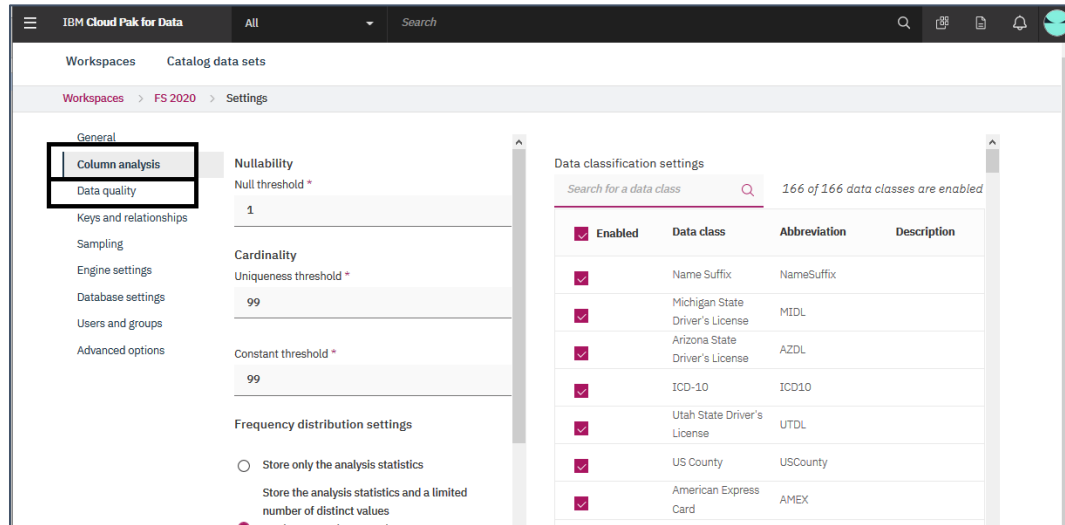 IBM Cloud Pak for Data
All
Search
Workspaces
Catalog data sets
Workspaces > FS 2020 > Settings
General
Column analysis
Data quality
Keys and relationships
Sampling
Engine settings
Database settings
Users and groups
Advanced options
Nullability
Null threshold *
1
Cardinality
Uniqueness threshold *
99
Constant threshold *
99
Frequency distribution settings
Store only the analysis statistics
Store the analysis statistics and a limited
number of distinct values
Data classification settings
Search for a data class
166 of 166 data classes are enabled
Enabled Data class Abbreviation Description
Name Suffix NameSuffix
Michigan State
Driver's License
MIDL
Arizona State
Driver's License
AZDL
ICD-10 ICD10
Utah State Driver's
License
UTDL
US County USCounty
American Express
Card
AMEX